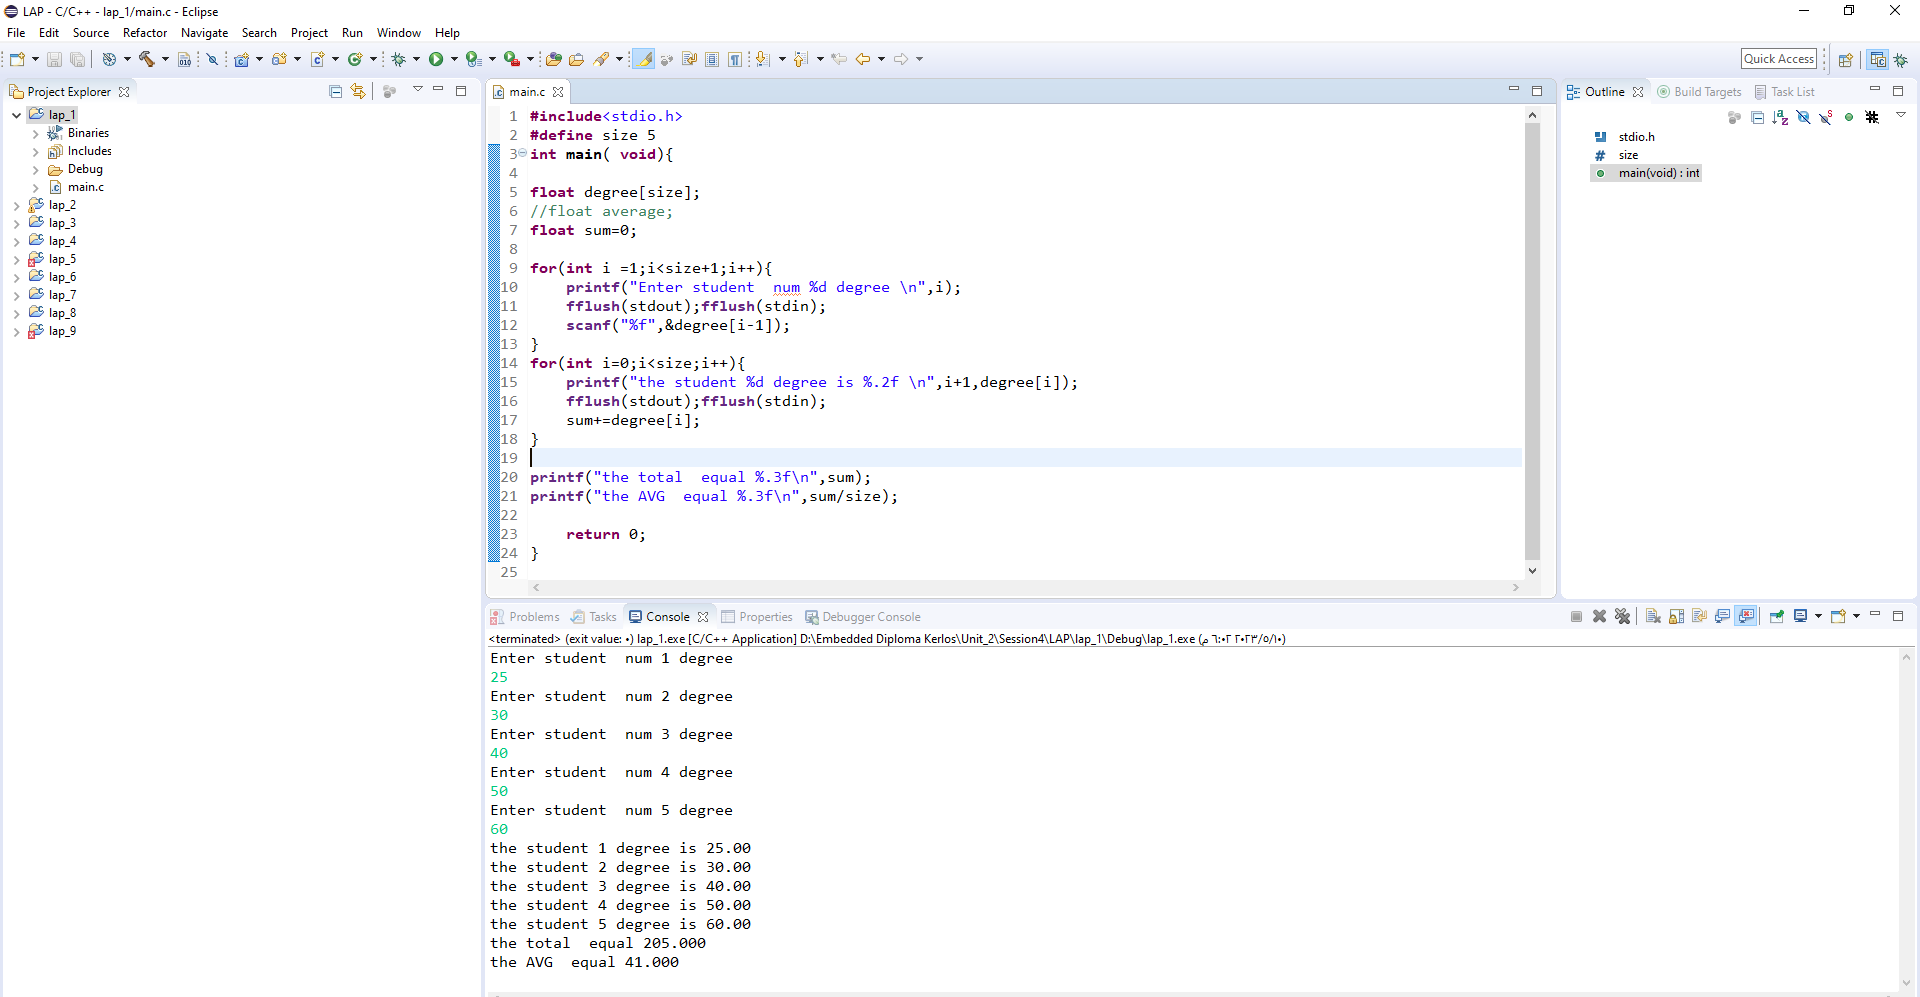 LAP - C/C++ - lap_1/main.c - Eclipse
File Edit Source Refactor Navigate Search Project Run Window Help
Quick Access
Project Explorer
lap_1
Binaries
Includes
Debug
main.c
lap_2
lap_3
lap_4
lap_5
lap_6
lap_7
lap_8
lap_9
main.c
1 #include<stdio.h>
2 #define size 5
3 int main( void){
4
5 float degree[size];
6 //float average;
7 float sum=0;
8
9 for(int i =1;i<size+1;i++){
10     printf("Enter student  num %d degree \n",i);
11     fflush(stdout);fflush(stdin);
12     scanf("%f",&degree[i-1]);
13 }
14 for(int i=0;i<size;i++){
15     printf("the student %d degree is %.2f \n",i+1,degree[i]);
16     fflush(stdout);fflush(stdin);
17     sum+=degree[i];
18 }
19
20 printf("the total  equal %.3f\n",sum);
21 printf("the AVG  equal %.3f\n",sum/size);
22
23     return 0;
24 }
25
Outline Build Targets Task List
stdio.h
size
main(void) : int
Problems Tasks Console Properties Debugger Console
<terminated> (exit value: ٠) lap_1.exe [C/C++ Application] D:\Embedded Diploma Kerlos\Unit_2\Session4\LAP\lap_1\Debug\lap_1.exe (٢٠٢٣/٥/١٠ ٦:٠٢ م)
Enter student  num 1 degree
25
Enter student  num 2 degree
30
Enter student  num 3 degree
40
Enter student  num 4 degree
50
Enter student  num 5 degree
60
the student 1 degree is 25.00
the student 2 degree is 30.00
the student 3 degree is 40.00
the student 4 degree is 50.00
the student 5 degree is 60.00
the total  equal 205.000
the AVG  equal 41.000